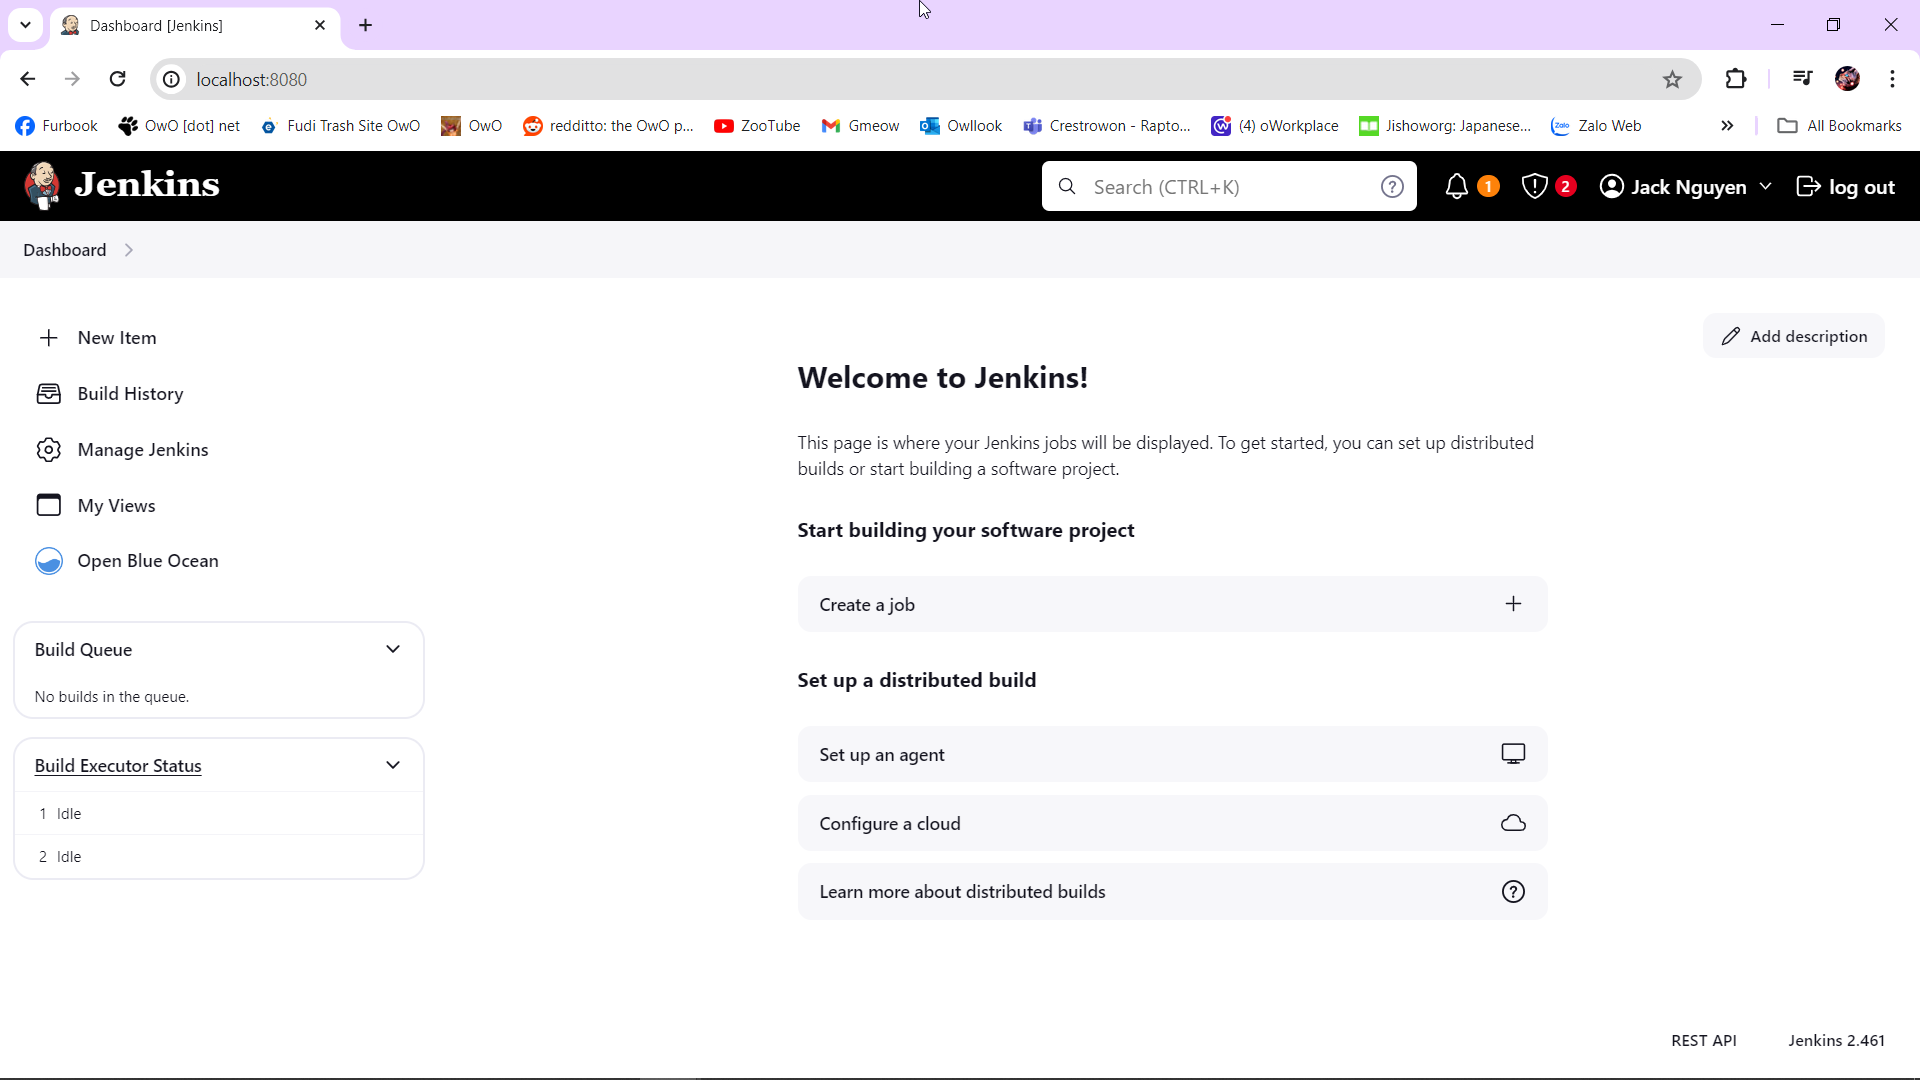 Dashboard [Jenkins]
localhost:8080
Furbook
OwO [dot] net
Fudi Trash Site OwO
OwO
redditto: the OwO p...
ZooTube
Gmeow
Owllook
Crestrowon - Rapto...
(4) oWorkplace
Jishoworg: Japanese...
Zalo
Zalo Web
All Bookmarks
Jenkins
Search (CTRL+K)
1
2
Jack Nguyen
log out
Dashboard
New Item
Build History
Manage Jenkins
My Views
Open Blue Ocean
Build Queue
No builds in the queue.
Build Executor Status
1 Idle
2 Idle
Add description
Welcome to Jenkins!
This page is where your Jenkins jobs will be displayed. To get started, you can set up distributed
builds or start building a software project.
Start building your software project
Create a job
Set up a distributed build
Set up an agent
Configure a cloud
Learn more about distributed builds
REST API
Jenkins 2.461